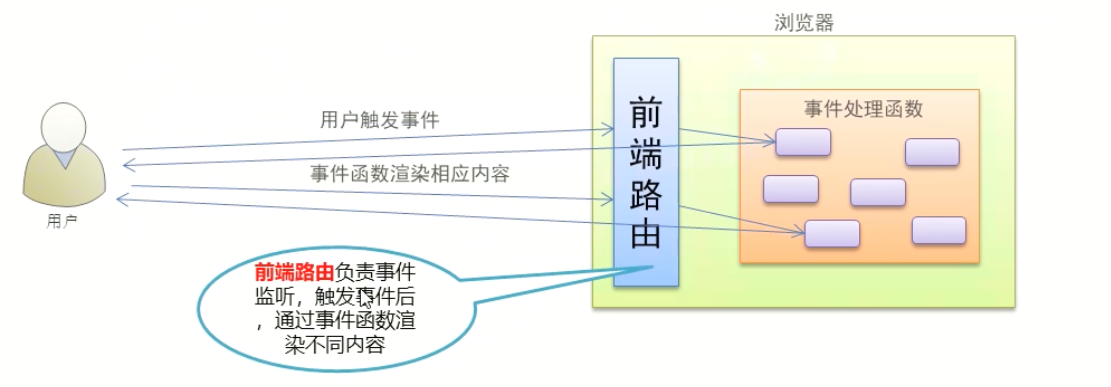 浏览器
用户触发事件
事件函数渲染相应内容
用户
前端路由
事件处理函数
前端路由负责事件
监听，触发事件后
，通过事件函数渲
染不同内容